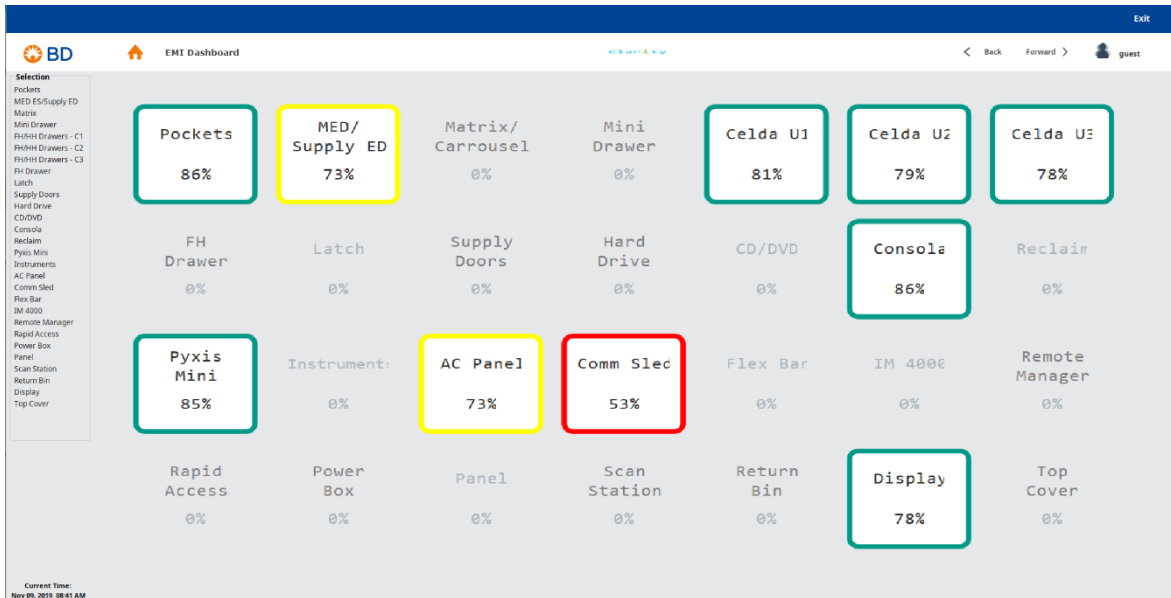 Exit
BD
EMI Dashboard
Clarity
Back
Forward
guest
Selection
Pockets
MED ES/Supply ED
Matrix
Mini Drawer
FH/HH Drawers - C1
FH/HH Drawers - C2
FH/HH Drawers - C3
FH Drawer
Latch
Supply Doors
Hard Drive
CD/DVD
Consola
Reclaim
Pyxis Mini
Instruments
AC Panel
Comm Sled
Flex Bar
IM 4000
Remote Manager
Rapid Access
Power Box
Panel
Scan Station
Return Bin
Display
Top Cover
Pockets
86%
MED/
Supply ED
73%
Matrix/
Carrousel
0%
Mini
Drawer
0%
Celda U1
81%
Celda U2
79%
Celda U3
78%
FH
Drawer
0%
Latch
0%
Supply
Doors
0%
Hard
Drive
0%
CD/DVD
0%
Consola
86%
Reclaim
0%
Pyxis
Mini
85%
Instruments
0%
AC Panel
73%
Comm Sled
53%
Flex Bar
0%
IM 4000
0%
Remote
Manager
0%
Rapid
Access
0%
Power
Box
0%
Panel
0%
Scan
Station
0%
Return
Bin
0%
Display
78%
Top
Cover
0%
Current Time:
Nov 09, 2019, 08:41 AM